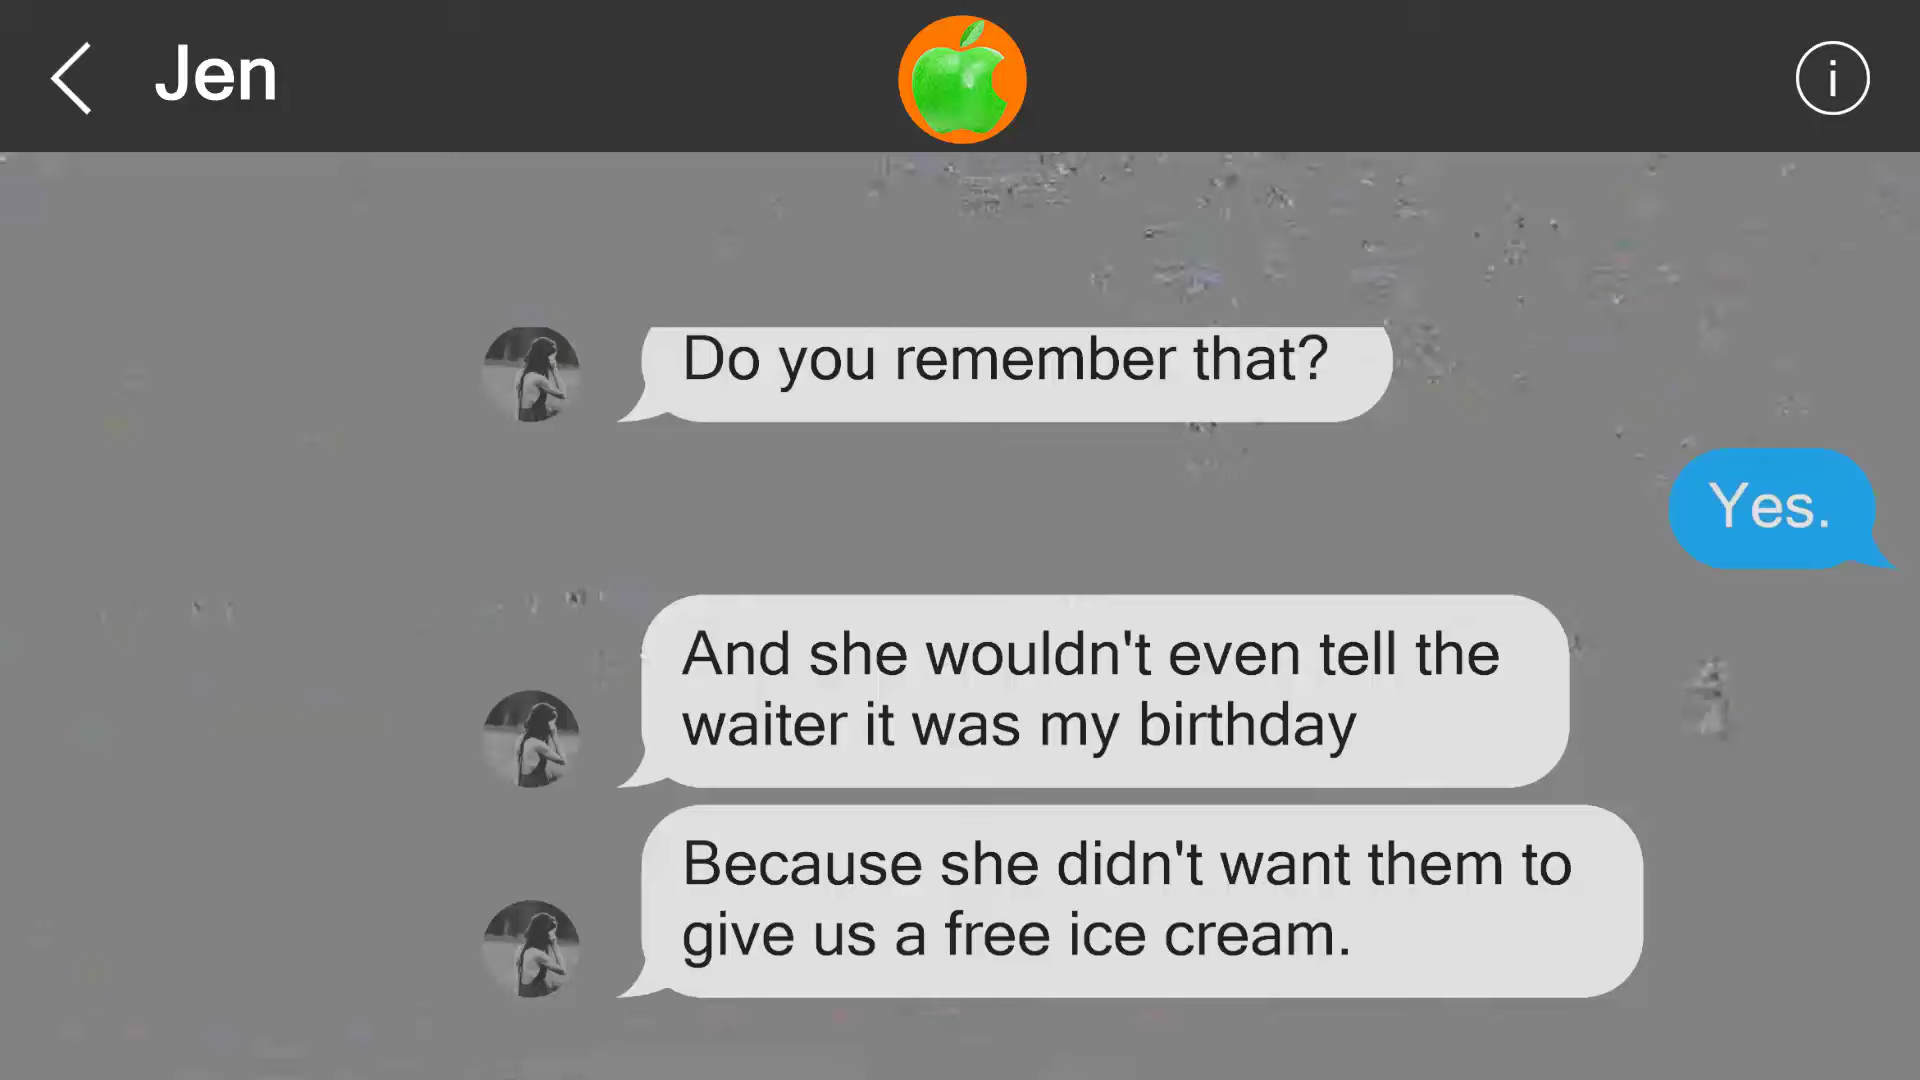 Jen
i
Do you remember that?
Yes.
And she wouldn't even tell the
waiter it was my birthday
Because she didn't want them to
give us a free ice cream.